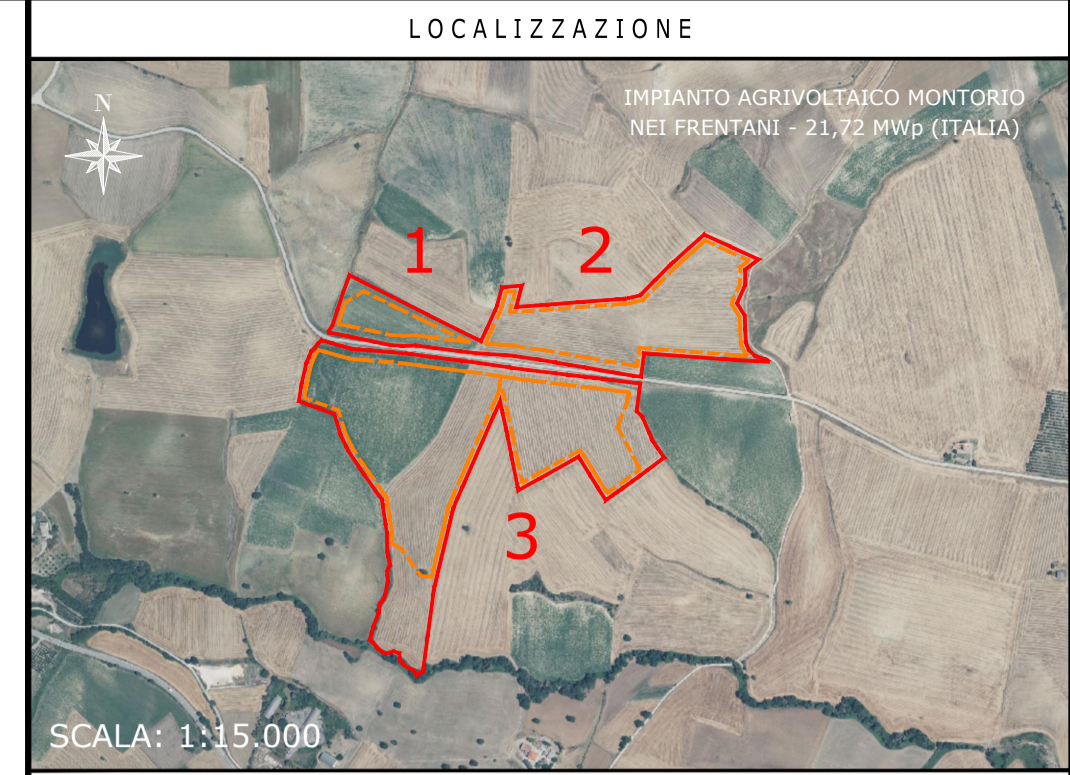 LOCALIZZAZIONE
N
IMPIANTO AGRIVOLTAICO MONTORIO
NEI FRENTANI - 21,72 MWp (ITALIA)
1
2
3
SCALA: 1:15.000